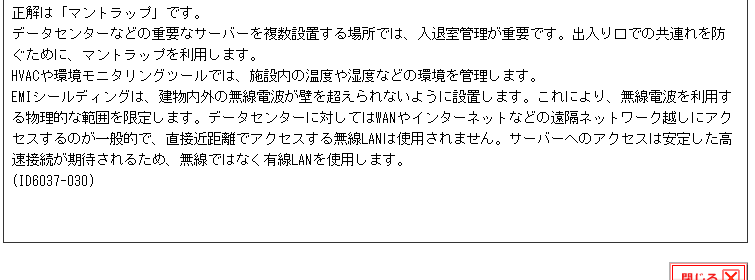 正解は「マントラップ」です。
データセンターなどの重要なサーバーを複数設置する場所では、入退室管理が重要です。出入り口での共連れを防
ぐために、マントラップを利用します。
HVACや環境モニタリングツールでは、施設内の温度や湿度などの環境を管理します。
EMIシールディングは、建物内外の無線電波が壁を超えられないように設置します。これにより、無線電波を利用す
る物理的な範囲を限定します。データセンターに対してはWANやインターネットなどの遠隔ネットワーク越しにアク
セスするのが一般的で、直接近距離でアクセスする無線LANは使用されません。サーバーへのアクセスは安定した高
速接続が期待されるため、無線ではなく有線LANを使用します。
(ID6037-030)
閉じる